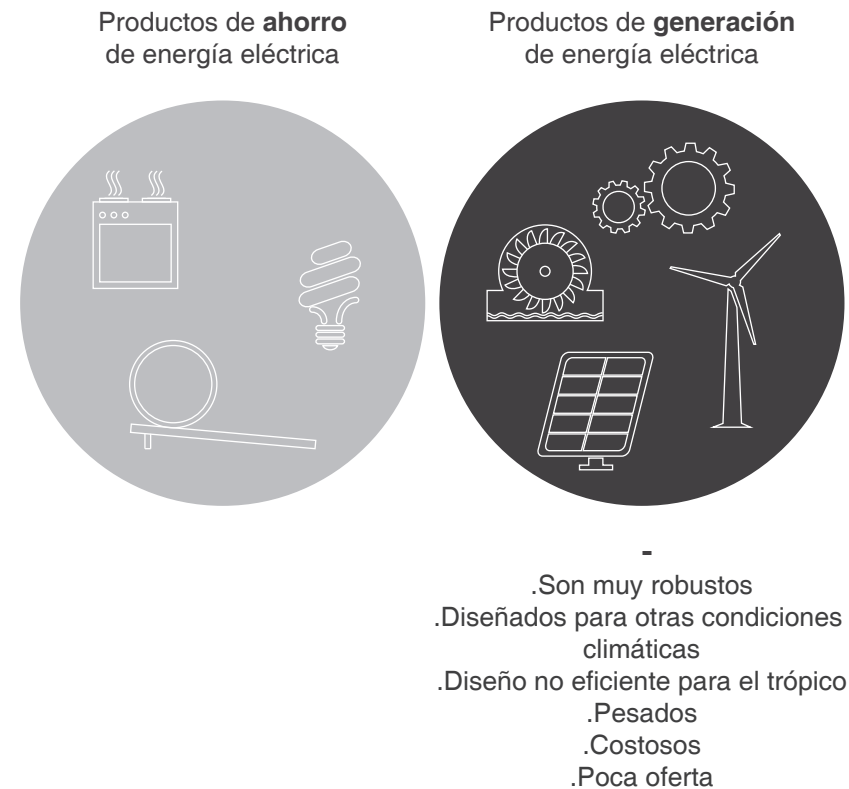 Productos de ahorro
de energía eléctrica
Productos de generación
de energía eléctrica
-
.Son muy robustos
.Diseñados para otras condiciones
climáticas
.Diseño no eficiente para el trópico
.Pesados
.Costosos
.Poca oferta